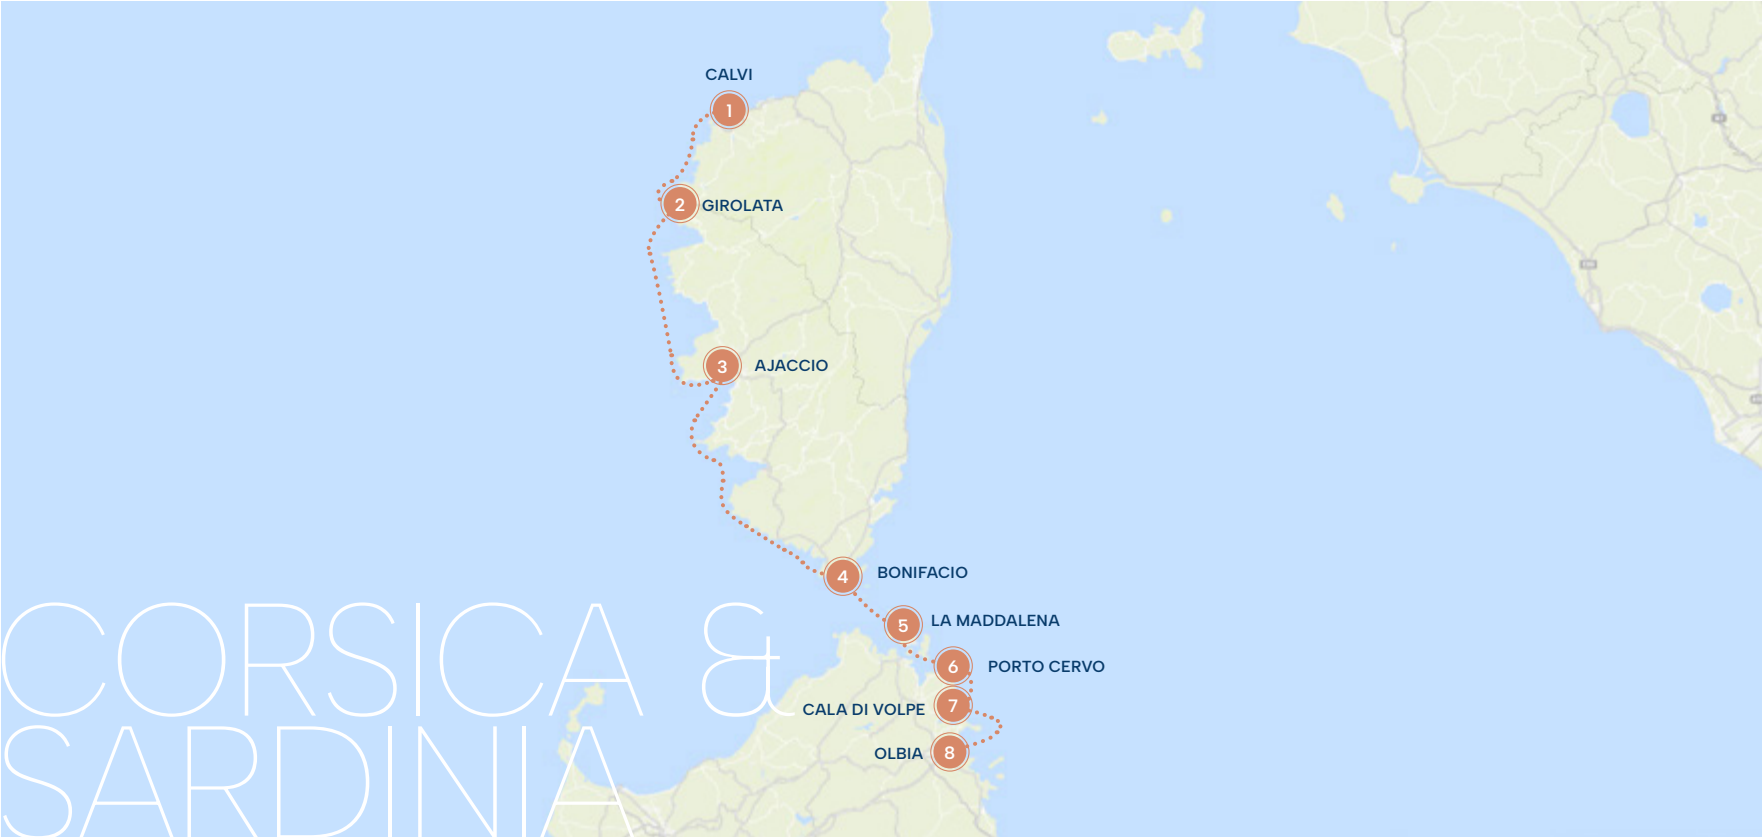 CALVI
1
2 GIROLATA
3 AJACCIO
4 BONIFACIO
5 LA MADDALENA
6 PORTO CERVO
CALA DI VOLPE 7
OLBIA 8
CORSICA &
SARDINIA